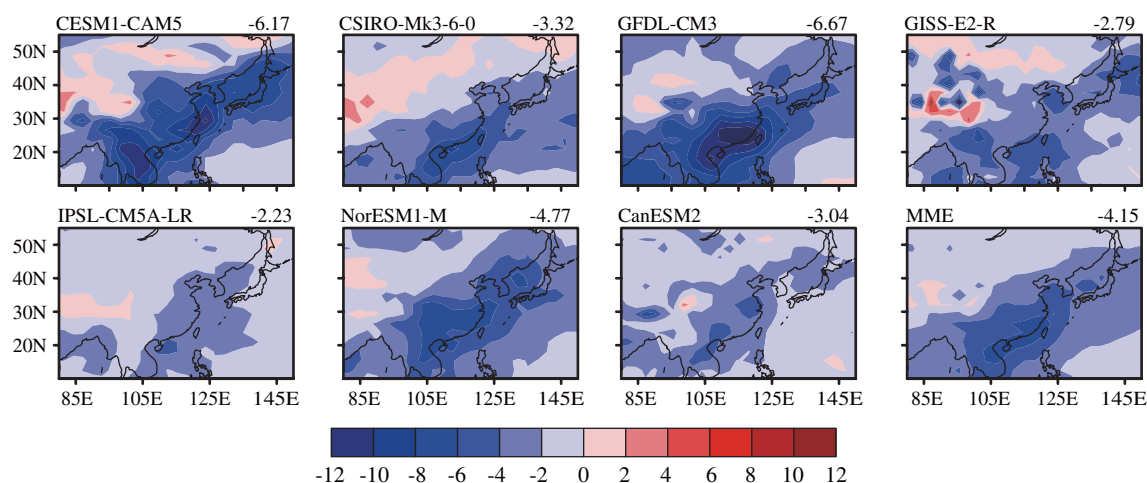 CESM1-CAM5 -6.17 CSIRO-Mk3-6-0 -3.32 GFDL-CM3 -6.67 GISS-E2-R -2.79
50N
40N
30N
20N
IPSL-CM5A-LR -2.23 NorESM1-M -4.77 CanESM2 -3.04 MME -4.15
50N
40N
30N
20N
85E 105E 125E 145E 85E 105E 125E 145E 85E 105E 125E 145E 85E 105E 125E 145E
-12 -10 -8 -6 -4 -2 0 2 4 6 8 10 12